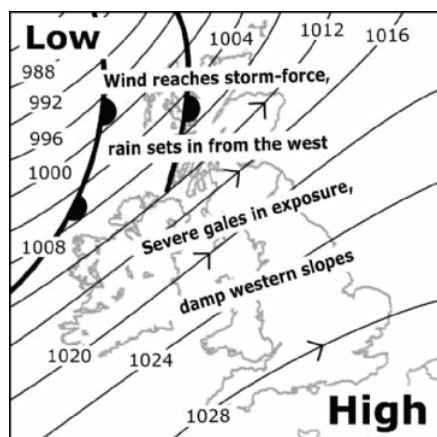 Low
1004
1012
1016
988
Wind reaches storm-force,
992
996
rain sets in from the west
1000
Severe gales in exposure,
1008
damp western slopes
1020
1024
1028
High